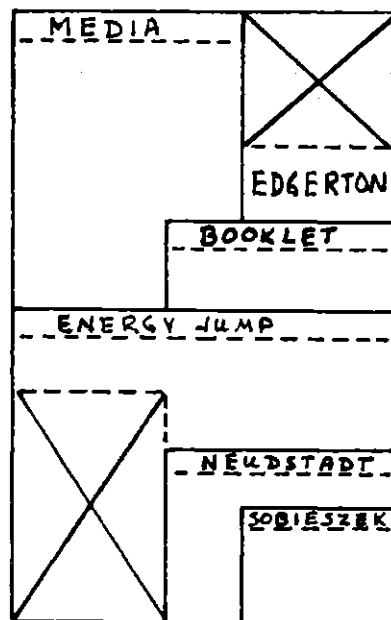 MEDIA
EDGERTON
BOOKLET
ENERGY JUMP
NEUDSTADT
SOBIESZEK